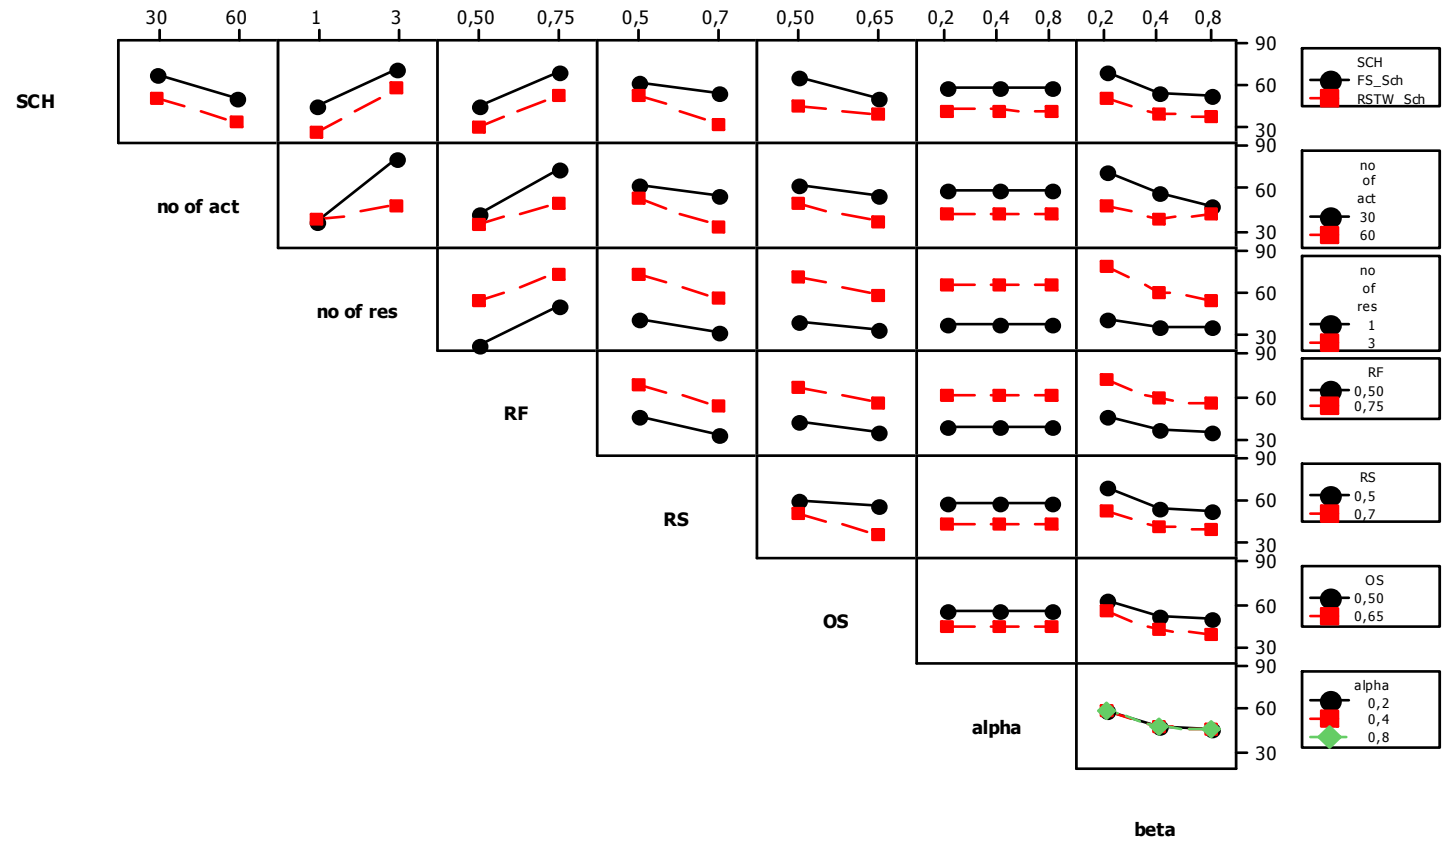 30 60 1 3 0,50 0,75 0,5 0,7 0,50 0,65 0,2 0,4 0,8 0,2 0,4 0,8
90
SCH
60
30
SCH
FS_Sch
RSTW_Sch
90
no of act
60
30
no
of
act
30
60
90
no of res
60
30
no
of
res
1
3
90
RF
60
30
RF
0,50
0,75
90
RS
60
30
RS
0,5
0,7
90
OS
60
30
OS
0,50
0,65
90
alpha
60
30
alpha
0,2
0,4
0,8
beta